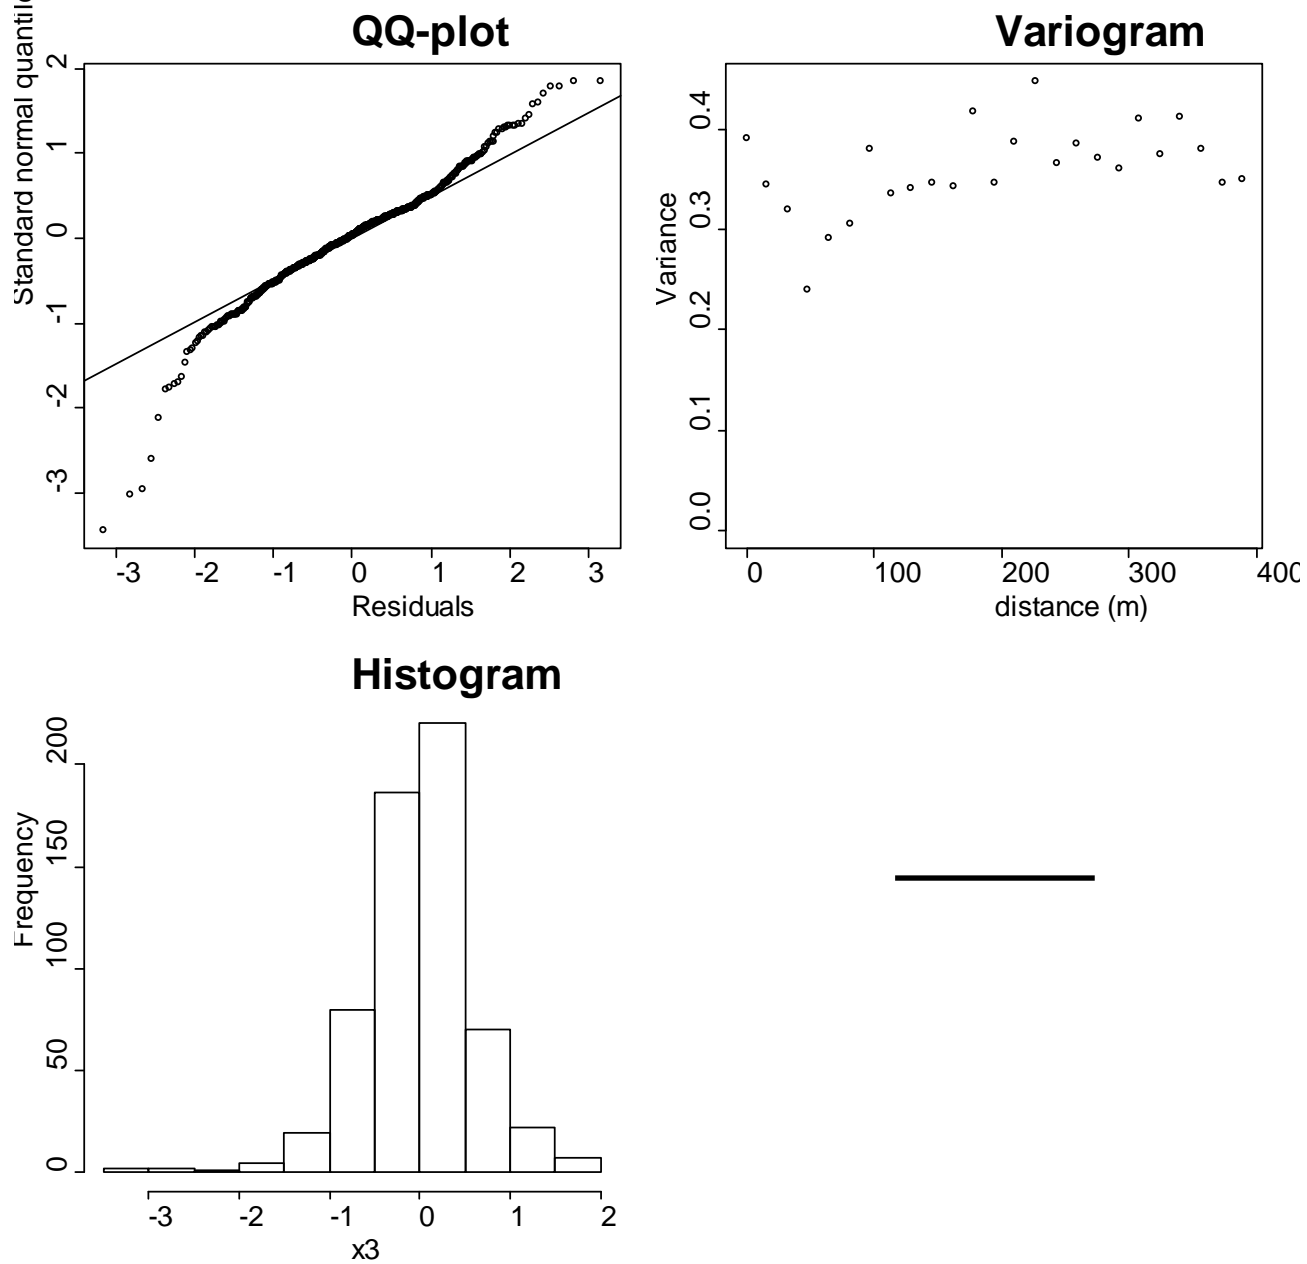 QQ-plot
Standard normal quantile
2
1
0
-1
-2
-3
-3 -2 -1 0 1 2 3
Residuals
Variogram
Variance
0.4
0.3
0.2
0.1
0.0
0 100 200 300 400
distance (m)
Histogram
Frequency
200
150
100
50
0
-3 -2 -1 0 1 2
x3